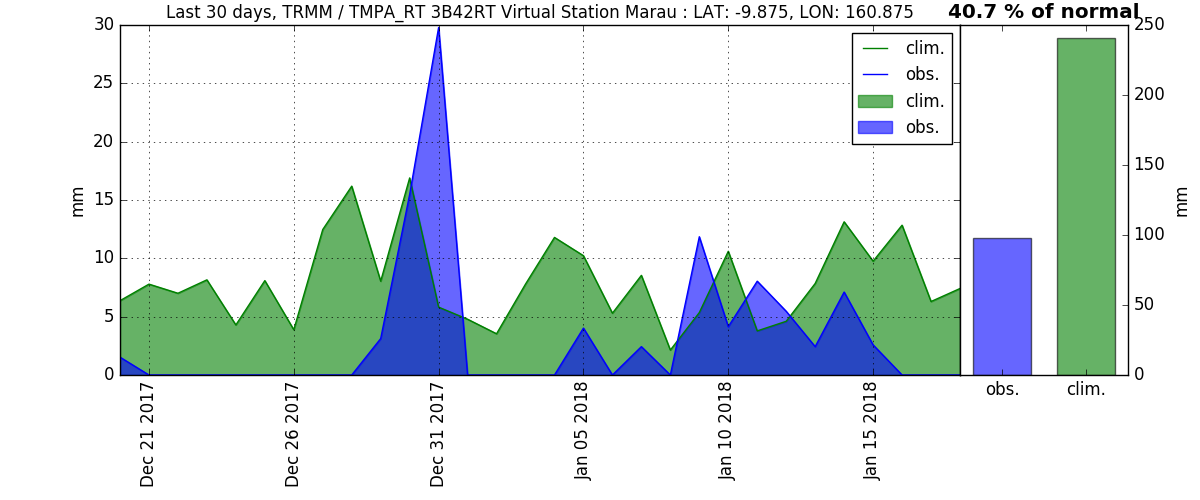 Last 30 days, TRMM / TMPA_RT 3B42RT Virtual Station Marau : LAT: -9.875, LON: 160.875
40.7 % of normal
30
25
20
15
10
5
0
mm
clim.
obs.
clim.
obs.
Dec 21 2017
Dec 26 2017
Dec 31 2017
Jan 05 2018
Jan 10 2018
Jan 15 2018
250
200
150
100
50
0
mm
obs.
clim.